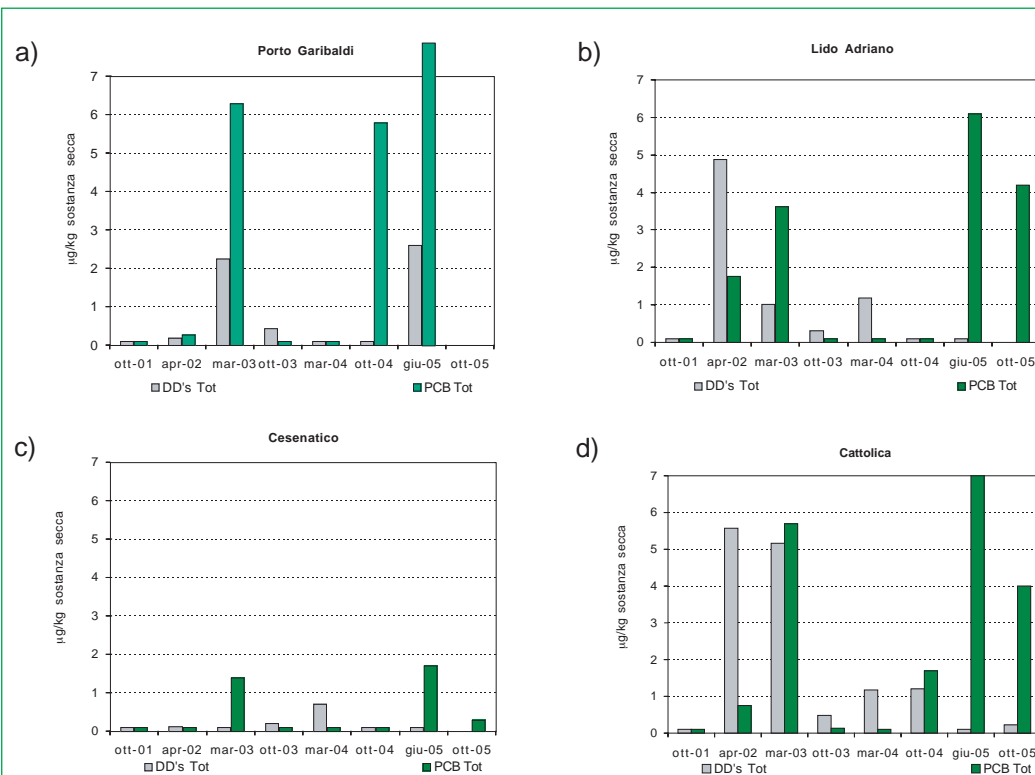 a)
Porto Garibaldi
µg/kg sostanza secca
7
6
5
4
3
2
1
0
ott-01 apr-02 mar-03 ott-03 mar-04 ott-04 giu-05 ott-05
DD's Tot PCB Tot
b)
Lido Adriano
µg/kg sostanza secca
7
6
5
4
3
2
1
0
ott-01 apr-02 mar-03 ott-03 mar-04 ott-04 giu-05 ott-05
DD's Tot PCB Tot
c)
Cesenatico
µg/kg sostanza secca
7
6
5
4
3
2
1
0
ott-01 apr-02 mar-03 ott-03 mar-04 ott-04 giu-05 ott-05
DD's Tot PCB Tot
d)
Cattolica
µg/kg sostanza secca
7
6
5
4
3
2
1
0
ott-01 apr-02 mar-03 ott-03 mar-04 ott-04 giu-05 ott-05
DD's Tot PCB Tot